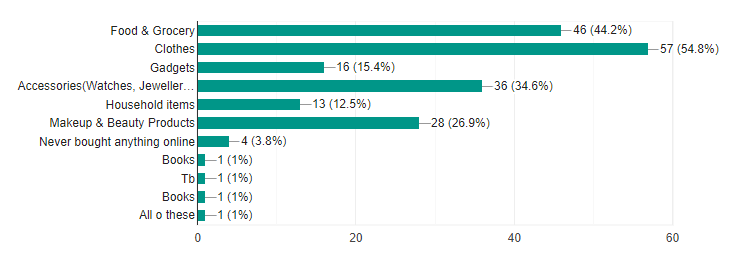 Food & Grocery 46 (44.2%)
Clothes 57 (54.8%)
Gadgets 16 (15.4%)
Accessories(Watches, Jeweller... 36 (34.6%)
Household items 13 (12.5%)
Makeup & Beauty Products 28 (26.9%)
Never bought anything online 4 (3.8%)
Books 1 (1%)
Tb 1 (1%)
Books 1 (1%)
All o these 1 (1%)
0 20 40 60